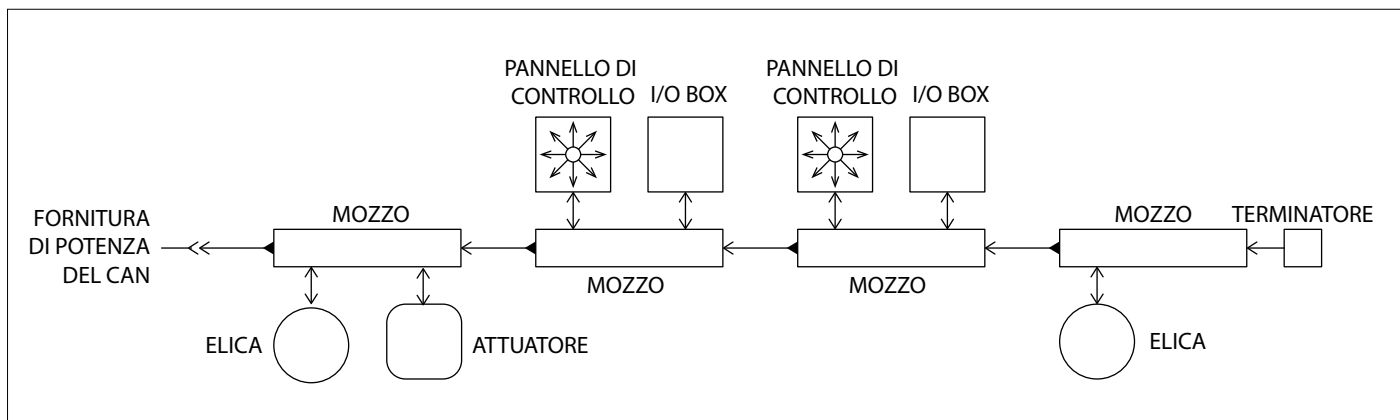 PANNELLO DI
CONTROLLO
I/O BOX
PANNELLO DI
CONTROLLO
I/O BOX
FORNITURA
DI POTENZA
DEL CAN
MOZZO
MOZZO
MOZZO
MOZZO
TERMINATORE
ELICA
ATTUATORE
ELICA